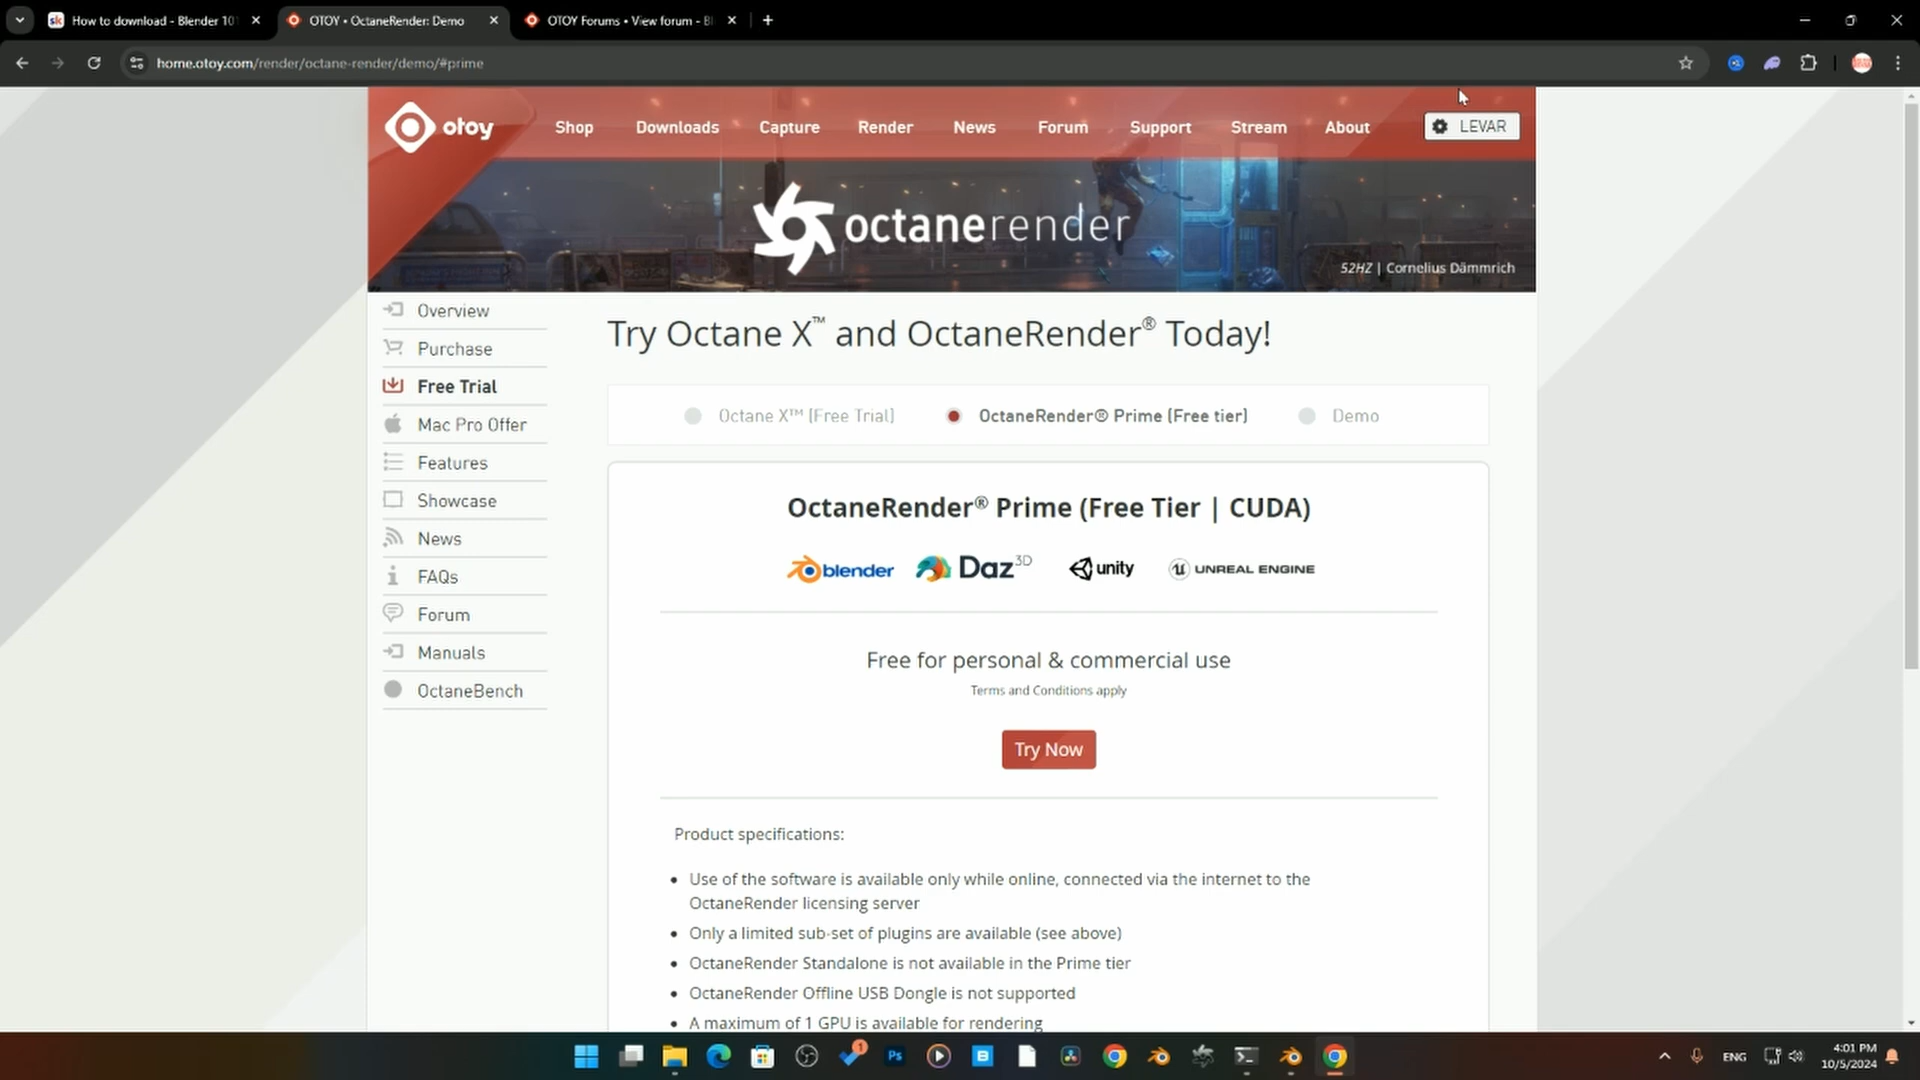 How to download - Blender 10
OTOY • OctaneRender: Demo
OTOY Forums • View forum - Bl
home.otoy.com/render/octane-render/demo/#prime
otoy
Shop
Downloads
Capture
Render
News
Forum
Support
Stream
About
LEVAR
octanerender
52HZ | Cornelius Dämmrich
Overview
Purchase
Free Trial
Mac Pro Offer
Features
Showcase
News
FAQs
Forum
Manuals
OctaneBench
Try Octane X™ and OctaneRender® Today!
Octane X™ (Free Trial)
OctaneRender® Prime (Free tier)
Demo
OctaneRender® Prime (Free Tier | CUDA)
blender
Daz 3D
unity
UNREAL ENGINE
Free for personal & commercial use
Terms and Conditions apply
Try Now
Product specifications:
• Use of the software is available only while online, connected via the internet to the
OctaneRender licensing server
• Only a limited sub-set of plugins are available (see above)
• OctaneRender Standalone is not available in the Prime tier
• OctaneRender Offline USB Dongle is not supported
• A maximum of 1 GPU is available for rendering
1
Ps
B
ENG
4:01 PM
10/5/2024